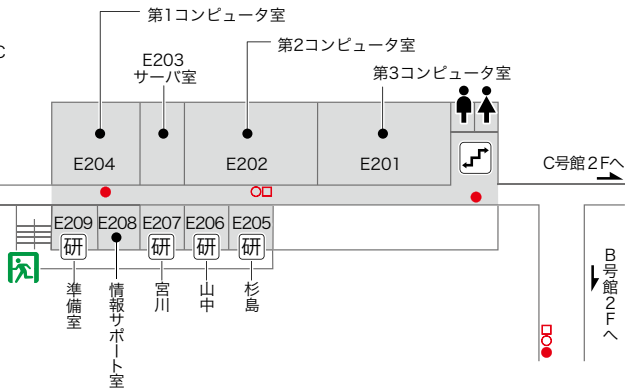 第1コンピュータ室
第2コンピュータ室
C
E203
サーバ室
第3コンピュータ室
E204
E202
E201
C号館2Fへ
E209
E208
E207
E206
E205
研
研
研
研
準備室
情報サポート室
宮川
山中
杉島
B号館2Fへ